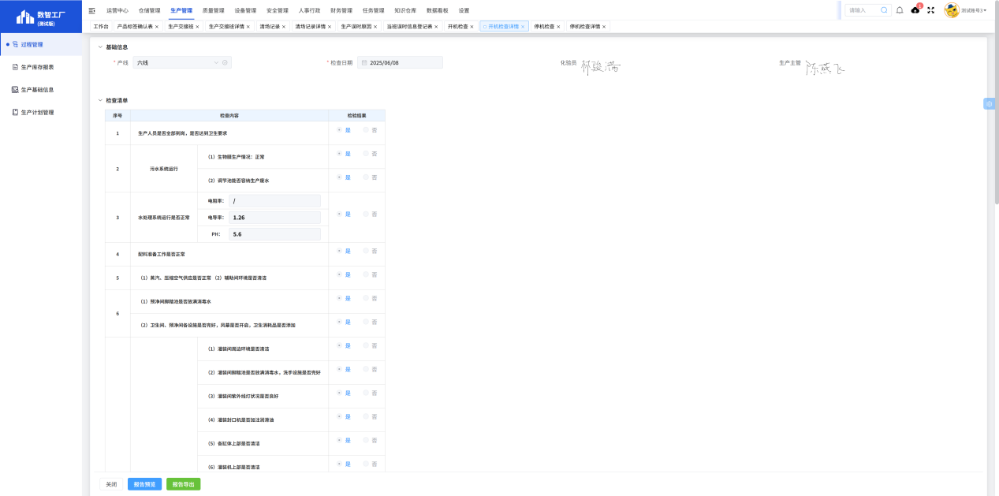 数智工厂
(测试版)
运营中心 仓储管理 生产管理 质量管理 设备管理 安全管理 人事行政 财务管理 任务管理 知识仓库 数据看板 设置
请输入
1
测试账号3
工作台 产品标签确认表 × 生产交接班 × 生产交接班详情 × 清场记录 × 清场记录详情 × 生产误时原因 × 当班误时信息登记表 × 开机检查 × 开机检查详情 × 停机检查 × 停机检查详情 ×
过程管理
生产库存报表
生产基础信息
生产计划管理
基础信息
* 产线 六线
* 检查日期 2025/06/08
化验员
生产主管 陈燕飞
检查清单
序号 检查内容 检验结果
1 生产人员是否全部到岗，是否达到卫生要求 是 否
2 污水系统运行 （1）生物膜生产情况：正常 是 否
（2）调节池能否容纳生产废水 是 否
3 水处理系统运行是否正常 电阻率： / 是 否
电导率： 1.26
PH： 5.6
4 配料准备工作是否正常 是 否
5 （1）蒸汽、压缩空气供应是否正常 （2）辅助间环境是否清洁 是 否
6 （1）预净间脚踏池是否放满消毒水 是 否
（2）卫生间、预净间各设施是否完好，风幕是否开启，卫生消耗品是否添加 是 否
（1）灌装间周边环境是否清洁 是 否
（2）灌装间脚踏池是否放满消毒水，洗手设施是否完好 是 否
（3）灌装间紫外线灯状况是否良好 是 否
（4）灌装封口机是否加注润滑油 是 否
（5）各缸体上部是否清洁 是 否
（6）灌装机上部是否清洁 是 否
关闭 报告预览 报告导出